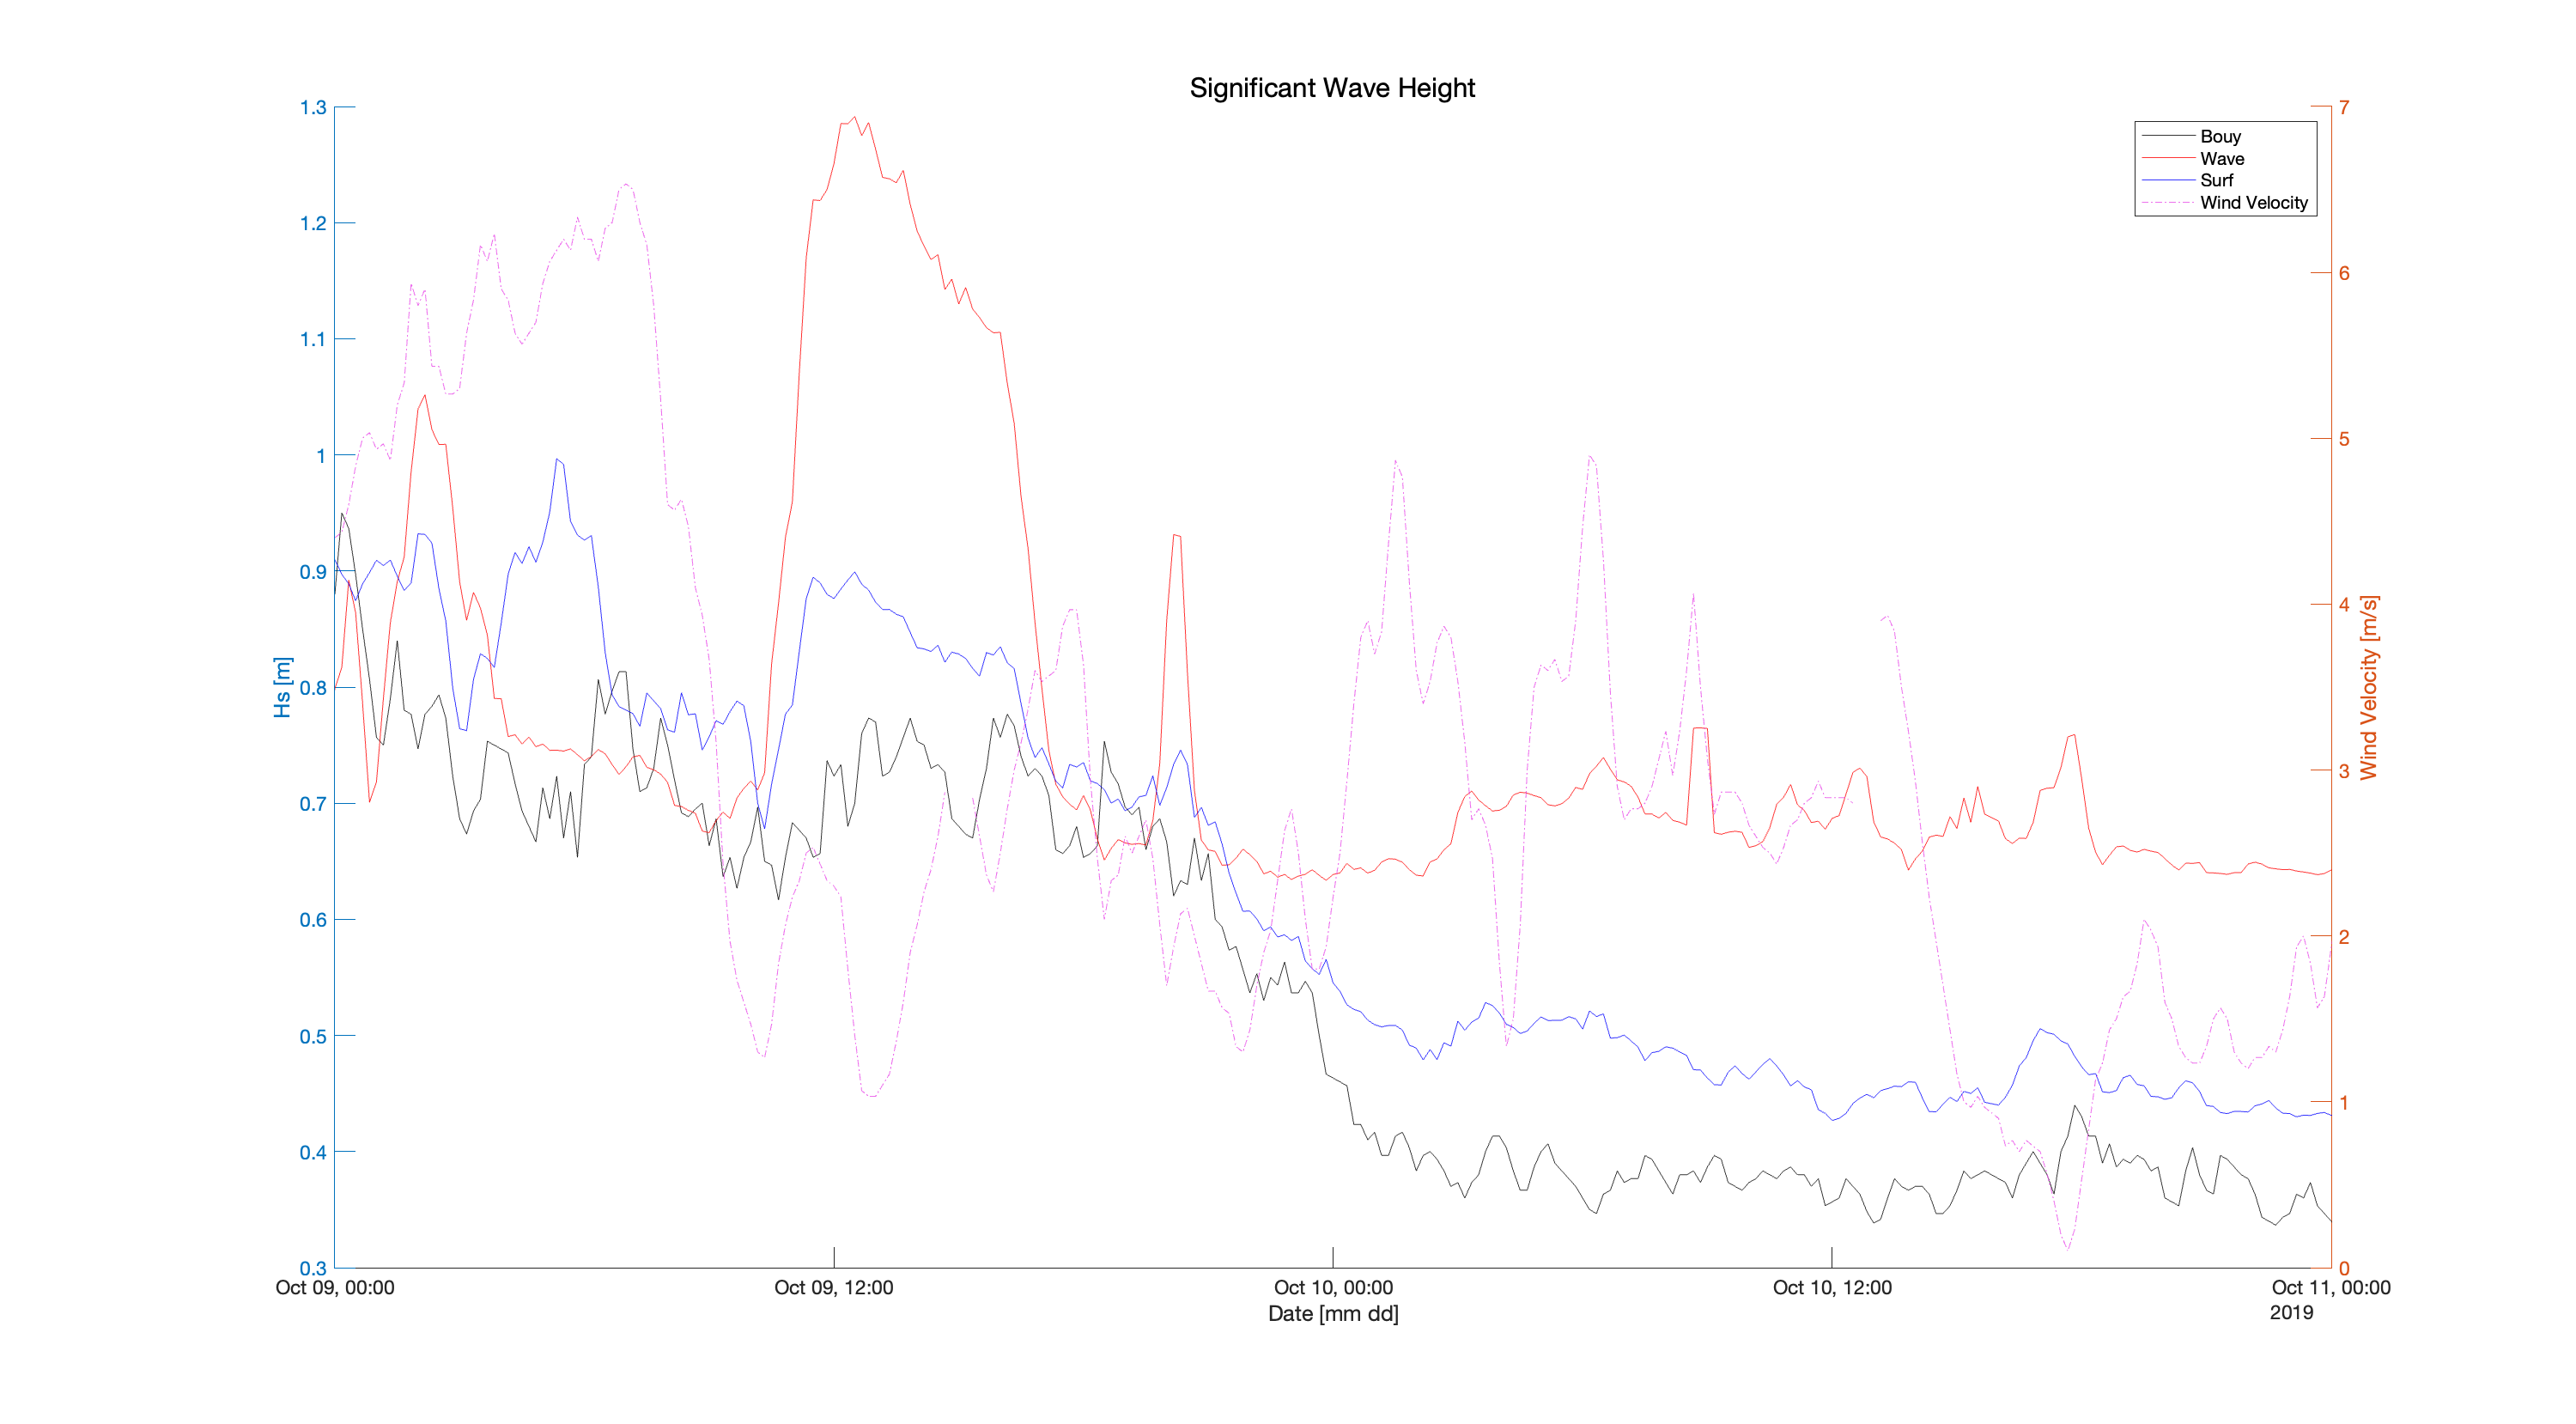 Significant Wave Height
1.3
1.2
1.1
1
0.9
0.8
0.7
0.6
0.5
0.4
0.3
Hs [m]
Bouy
Wave
Surf
Wind Velocity
7
6
5
4
3
2
1
0
Wind Velocity [m/s]
Oct 09, 00:00
Oct 09, 12:00
Oct 10, 00:00
Oct 10, 12:00
Oct 11, 00:00
2019
Date [mm dd]